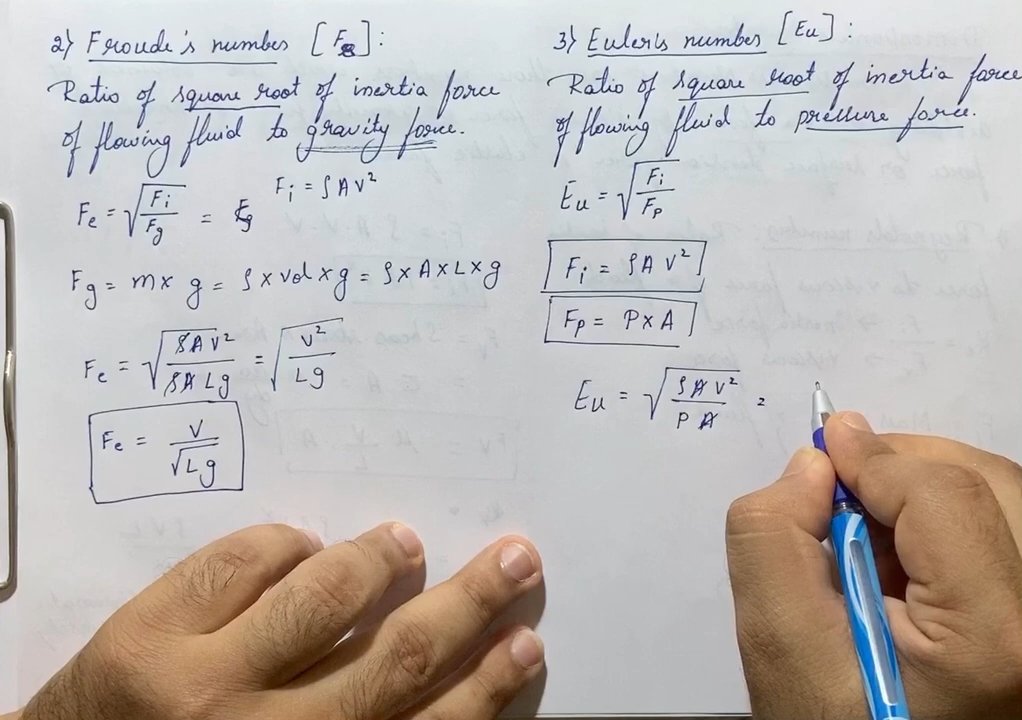 2) Froude's number [Fe]:
Ratio of square root of inertia force
of flowing fluid to gravity force.
Fe = √(Fi/Fg) = Fg
Fi = ρAV²
Fg = m x g = ρ x vol x g = ρ x A x L x g
Fe = √(ρAV²/ρALg) = √(V²/Lg)
Fe = V/√Lg
3) Euler's number [Eu]:
Ratio of square root of inertia force
of flowing fluid to pressure force.
Eu = √(Fi/Fp)
Fi = ρAV²
Fp = P x A
Eu = √(ρAV²/PA) =